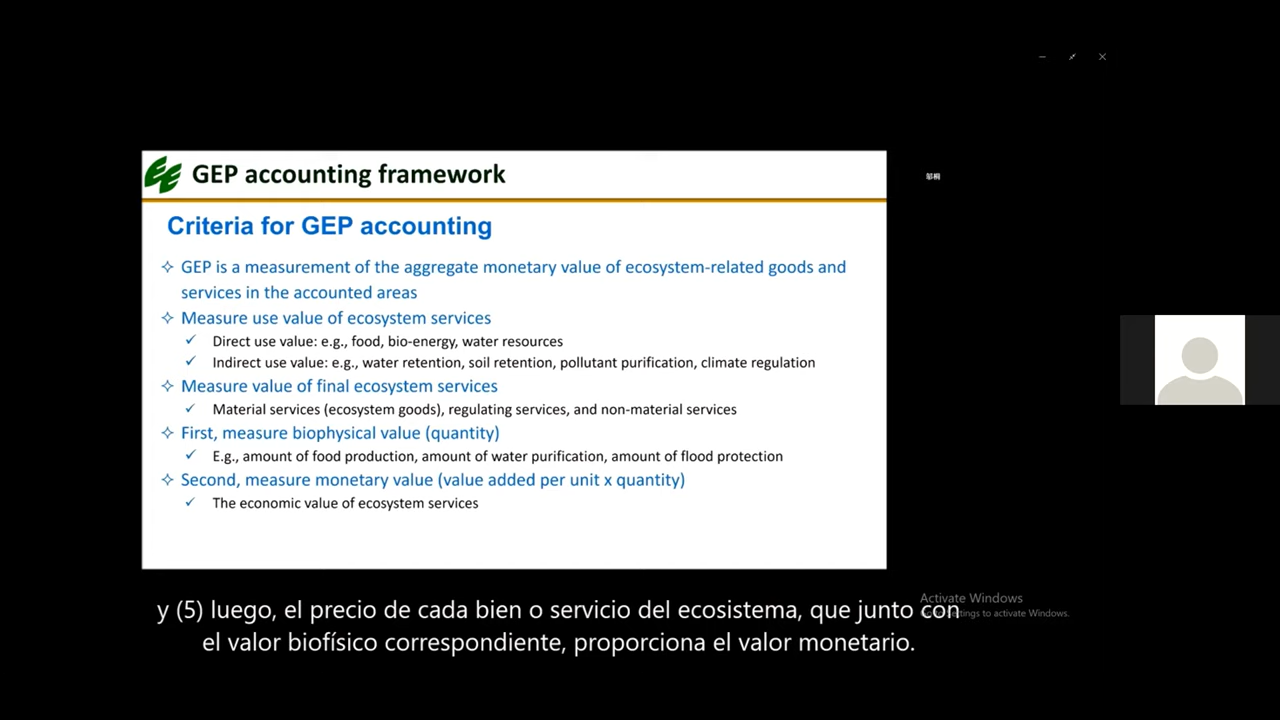 GEP accounting framework
Criteria for GEP accounting
✧ GEP is a measurement of the aggregate monetary value of ecosystem-related goods and
services in the accounted areas
✧ Measure use value of ecosystem services
✓ Direct use value: e.g., food, bio-energy, water resources
✓ Indirect use value: e.g., water retention, soil retention, pollutant purification, climate regulation
✧ Measure value of final ecosystem services
✓ Material services (ecosystem goods), regulating services, and non-material services
✧ First, measure biophysical value (quantity)
✓ E.g., amount of food production, amount of water purification, amount of flood protection
✧ Second, measure monetary value (value added per unit x quantity)
✓ The economic value of ecosystem services
y (5) luego, el precio de cada bien o servicio del ecosistema, que junto con
el valor biofísico correspondiente, proporciona el valor monetario.
Activate Windows
to activate Windows.